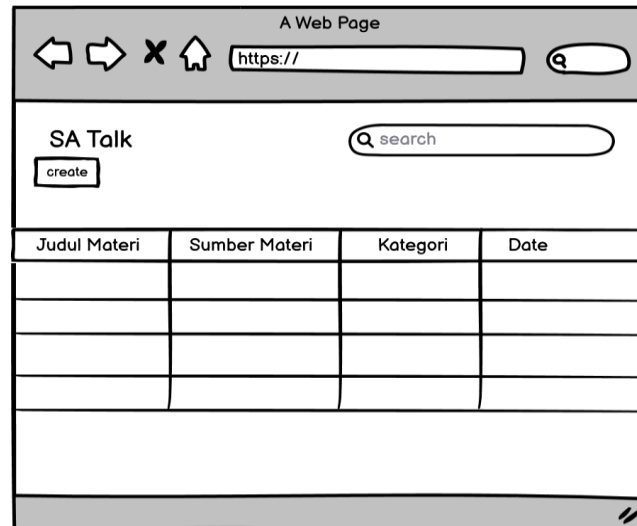 A Web Page
https://
SA Talk
search
create
Judul Materi Sumber Materi Kategori Date